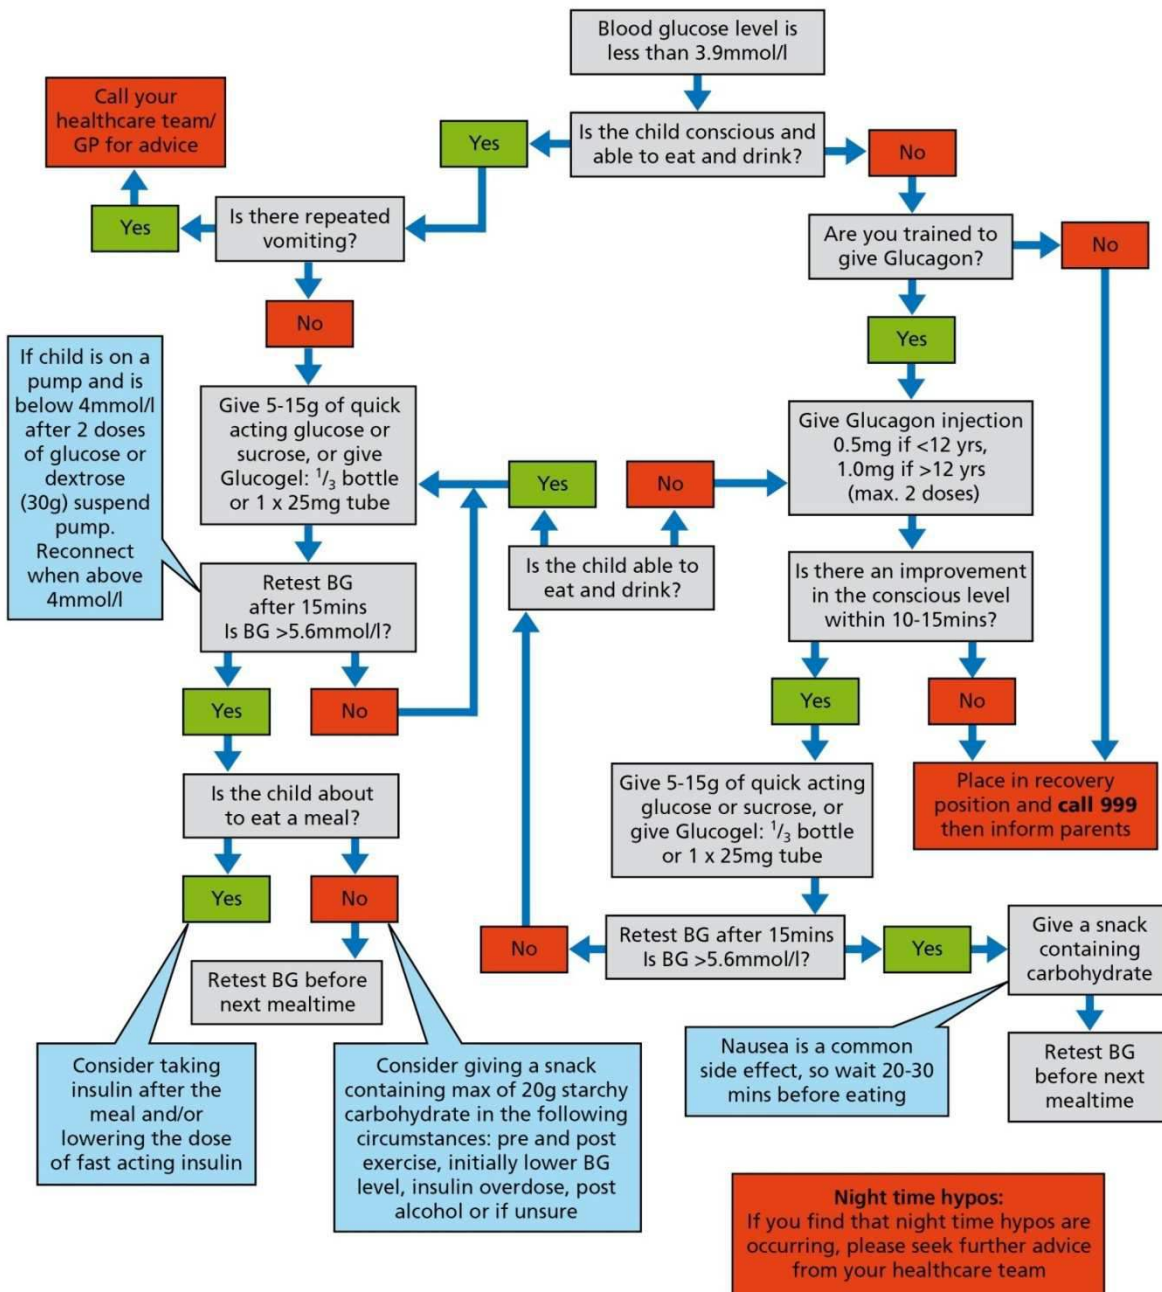 Blood glucose level is
less than 3.9mmol/l
Call your
healthcare team/
GP for advice
Yes
Is the child conscious and
able to eat and drink?
No
Yes
Is there repeated
vomiting?
Are you trained to
give Glucagon?
No
No
Yes
If child is on a
pump and is
below 4mmol/l
after 2 doses
of glucose or
dextrose
(30g) suspend
pump.
Reconnect
when above
4mmol/l
Give 5-15g of quick
acting glucose or
sucrose, or give
Glucogel: 1/3 bottle
or 1 x 25mg tube
Yes
No
Give Glucagon injection
0.5mg if <12 yrs,
1.0mg if >12 yrs
(max. 2 doses)
Is the child able to
eat and drink?
Retest BG
after 15mins
Is BG >5.6mmol/l?
Is there an improvement
in the conscious level
within 10-15mins?
Yes
No
Yes
No
Is the child about
to eat a meal?
Give 5-15g of quick acting
glucose or sucrose, or
give Glucogel: 1/3 bottle
or 1 x 25mg tube
Place in recovery
position and call 999
then inform parents
Yes
No
No
Retest BG after 15mins
Is BG >5.6mmol/l?
Yes
Give a snack
containing
carbohydrate
Retest BG before
next mealtime
Consider taking
insulin after the
meal and/or
lowering the dose
of fast acting insulin
Consider giving a snack
containing max of 20g starchy
carbohydrate in the following
circumstances: pre and post
exercise, initially lower BG
level, insulin overdose, post
alcohol or if unsure
Nausea is a common
side effect, so wait 20-30
mins before eating
Retest BG
before next
mealtime
Night time hypos:
If you find that night time hypos are
occurring, please seek further advice
from your healthcare team